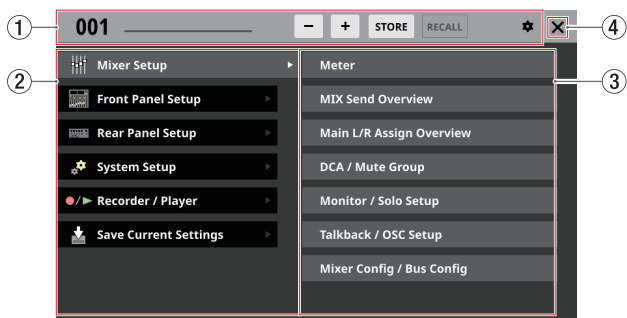 1
001 − + STORE RECALL
4
2
3
Mixer Setup
Front Panel Setup
Rear Panel Setup
System Setup
Recorder / Player
Save Current Settings
Meter
MIX Send Overview
Main L/R Assign Overview
DCA / Mute Group
Monitor / Solo Setup
Talkback / OSC Setup
Mixer Config / Bus Config